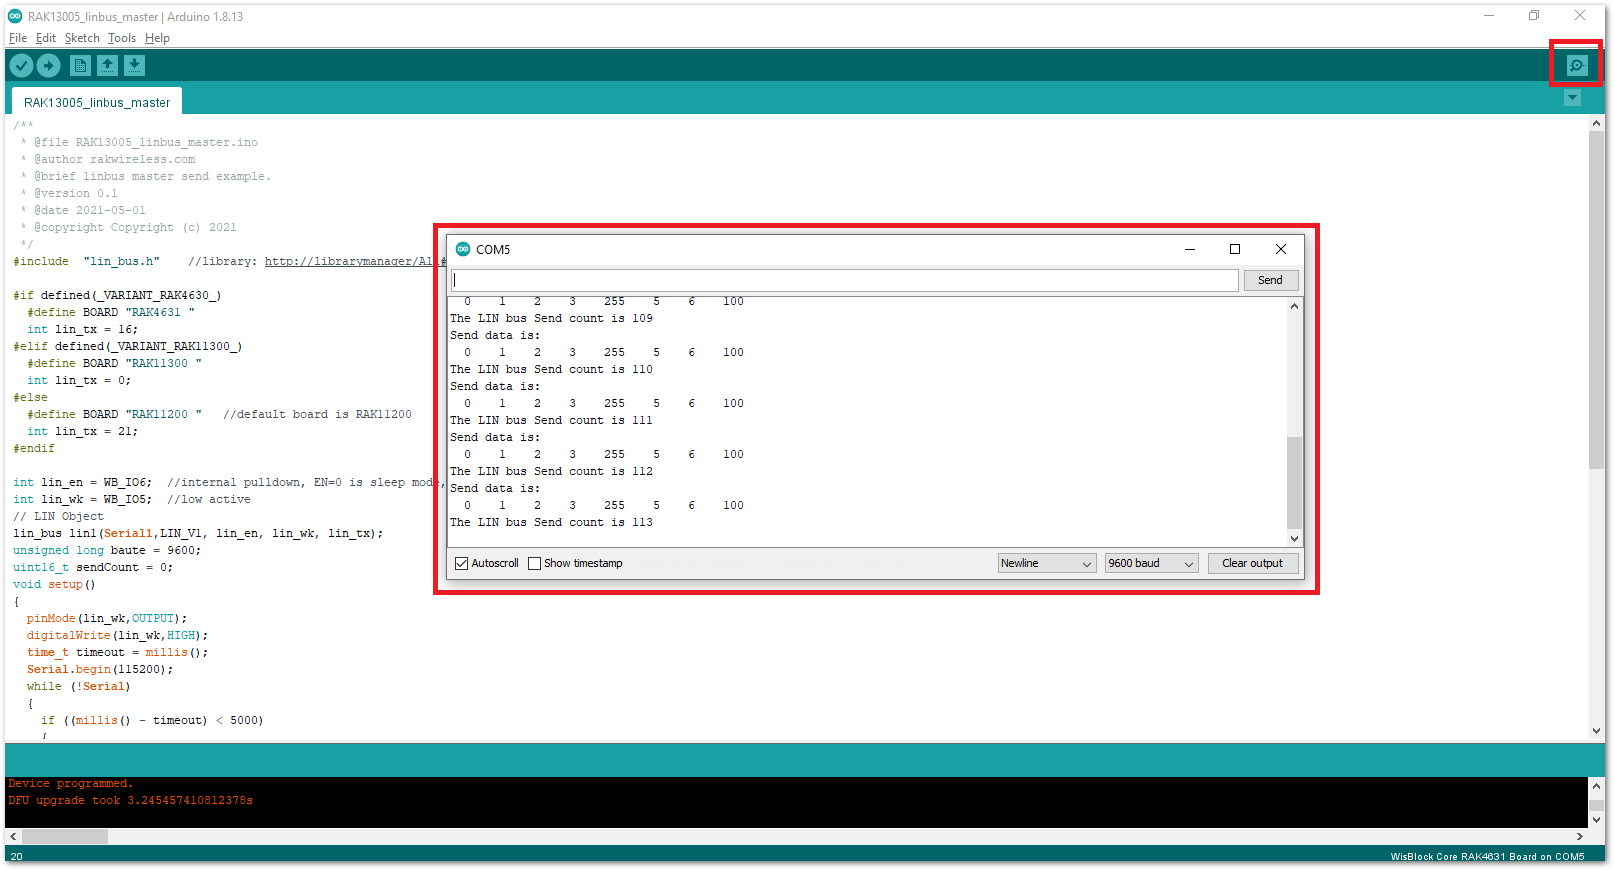 RAK13005_linbus_master | Arduino 1.8.13
File Edit Sketch Tools Help
RAK13005_linbus_master
/**
 * @file RAK13005_linbus_master.ino
 * @author rakwireless.com
 * @brief linbus master send example.
 * @version 0.1
 * @date 2021-05-01
 * @copyright Copyright (c) 2021
 */
#include  "lin_bus.h"    //library: http://librarymanager/All#

#if defined(_VARIANT_RAK4630_)
  #define BOARD "RAK4631 "
  int lin_tx = 16;
#elif defined(_VARIANT_RAK11300_)
  #define BOARD "RAK11300 "
  int lin_tx = 0;
#else
  #define BOARD "RAK11200 "   //default board is RAK11200
  int lin_tx = 21;
#endif

int lin_en = WB_IO6;  //internal pulldown, EN=0 is sleep mode,
int lin_wk = WB_IO5;  //low active
// LIN Object
lin_bus lin1(Serial1,LIN_V1, lin_en, lin_wk, lin_tx);
unsigned long baute = 9600;
uint16_t sendCount = 0;
void setup()
{
  pinMode(lin_wk,OUTPUT);
  digitalWrite(lin_wk,HIGH);
  time_t timeout = millis();
  Serial.begin(115200);
  while (!Serial)
  {
    if ((millis() - timeout) < 5000)
    {
COM5
Send
0 1 2 3 255 5 6 100
The LIN bus Send count is 109
Send data is:
0 1 2 3 255 5 6 100
The LIN bus Send count is 110
Send data is:
0 1 2 3 255 5 6 100
The LIN bus Send count is 111
Send data is:
0 1 2 3 255 5 6 100
The LIN bus Send count is 112
Send data is:
0 1 2 3 255 5 6 100
The LIN bus Send count is 113
Autoscroll Show timestamp Newline 9600 baud Clear output
Device programmed.
DFU upgrade took 3.245457410812378s
20 WisBlock Core RAK4631 Board on COM5